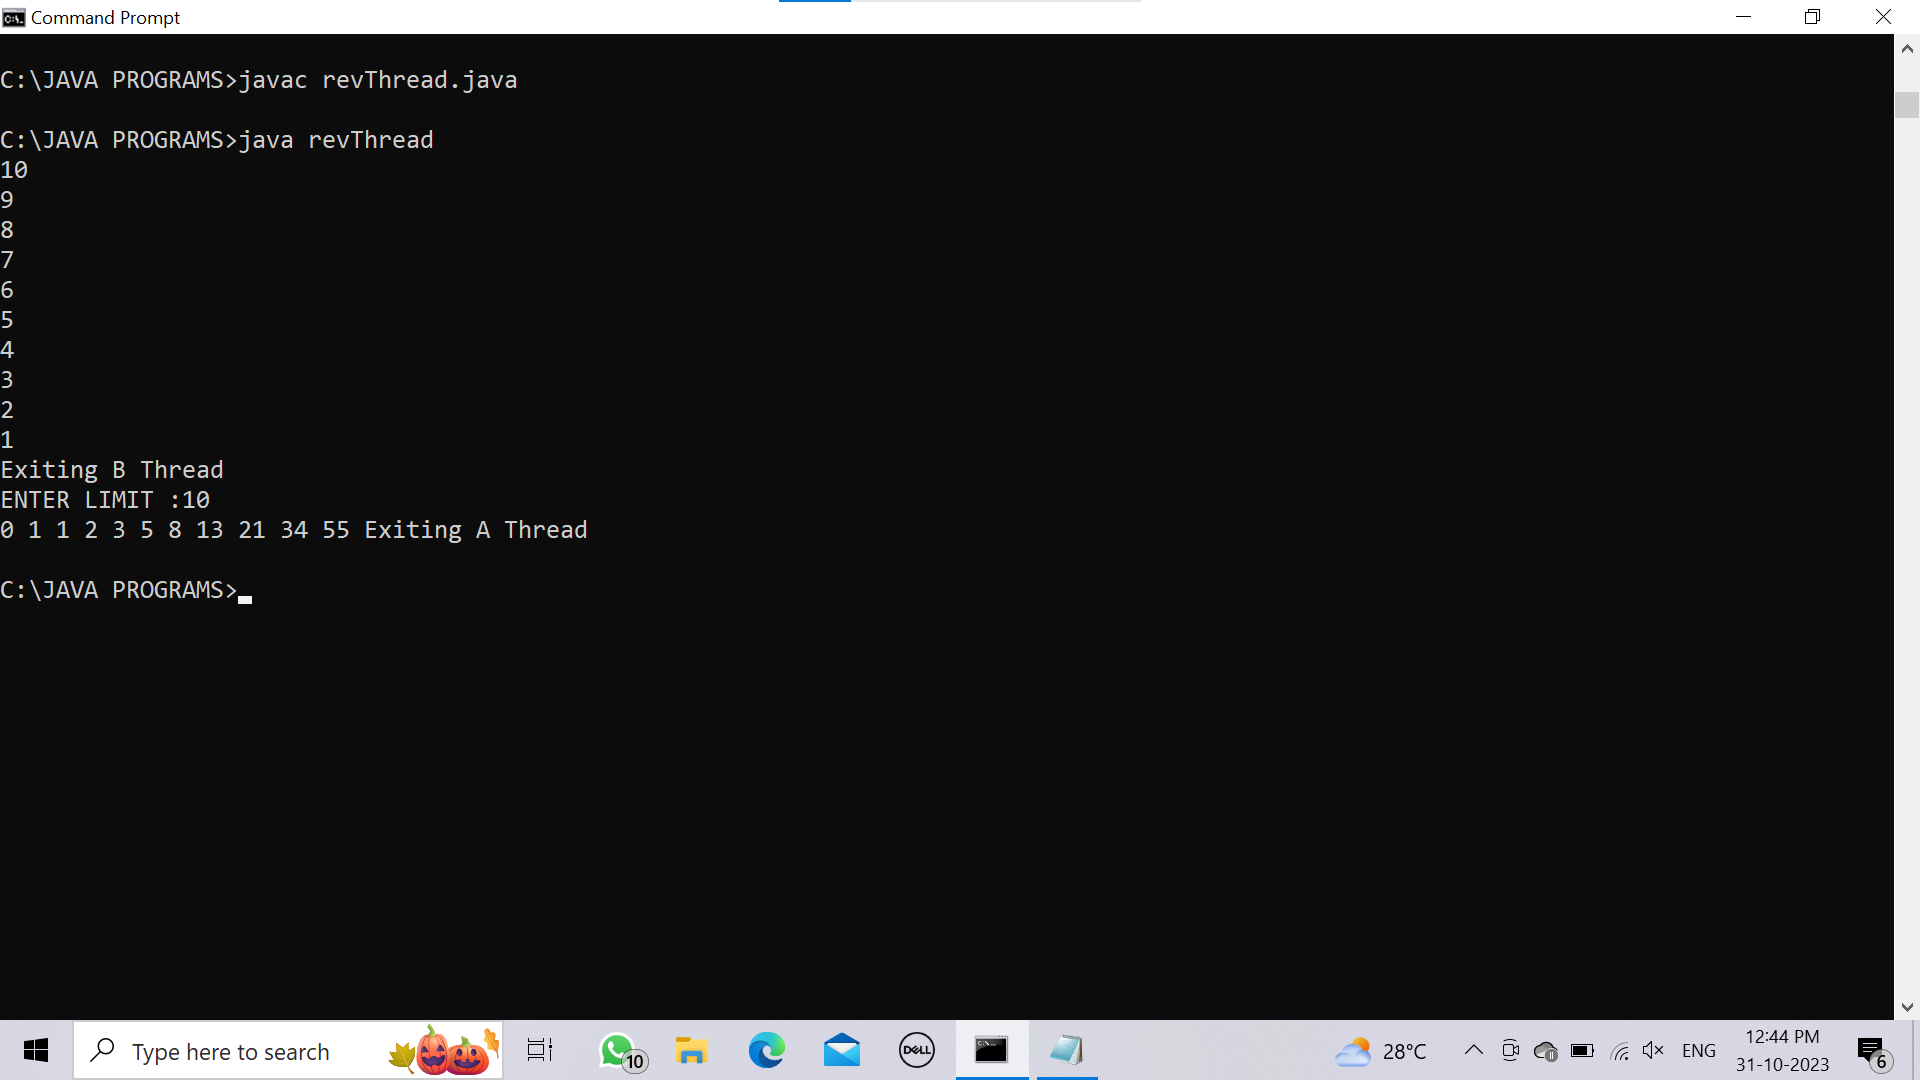 Command Prompt
C:\JAVA PROGRAMS>javac revThread.java
C:\JAVA PROGRAMS>java revThread
10
9
8
7
6
5
4
3
2
1
Exiting B Thread
ENTER LIMIT :10
0 1 1 2 3 5 8 13 21 34 55 Exiting A Thread
C:\JAVA PROGRAMS>
Type here to search
10
DELL
28°C
ENG
12:44 PM
31-10-2023
6